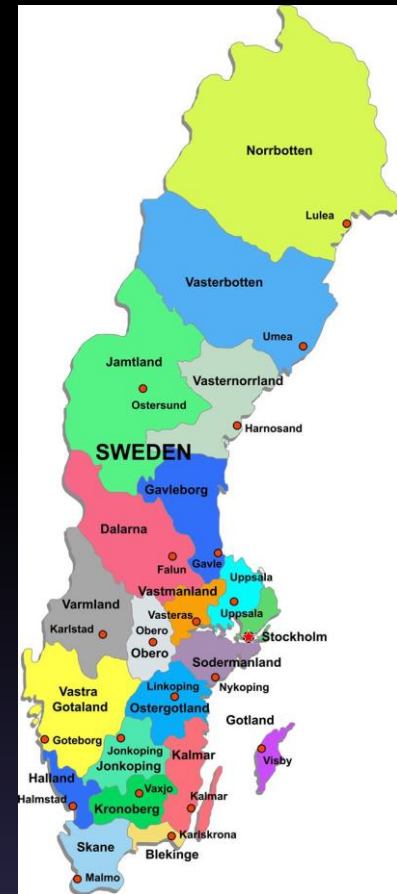 Norrbotten
Lulea
Vasterbotten
Umea
Jamtland
Vasternorrland
Ostersund
Harnosand
SWEDEN
Gavleborg
Dalarna
Gavle
Falun
Uppsala
Vastmanland
Varmland
Uppsala
Vasteras
Obero
Karlstad
Stockholm
Obero
Sodermanland
Linkoping
Nykoping
Vastra
Gotaland
Ostergotland
Gotland
Goteborg
Jonkoping
Kalmar
Visby
Jonkoping
Halland
Vaxjo
Halmstad
Kronoberg
Kalmar
Karlskrona
Skane
Blekinge
Malmo